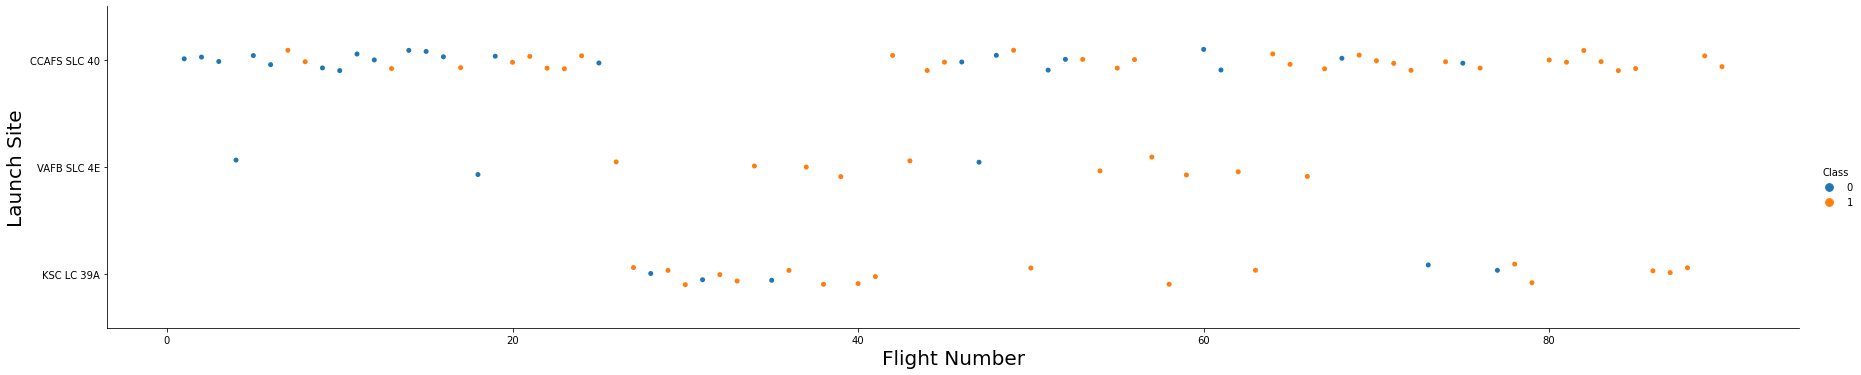 Launch Site
CCAFS SLC 40
VAFB SLC 4E
KSC LC 39A
0 20 40 60 80
Flight Number
Class
0
1